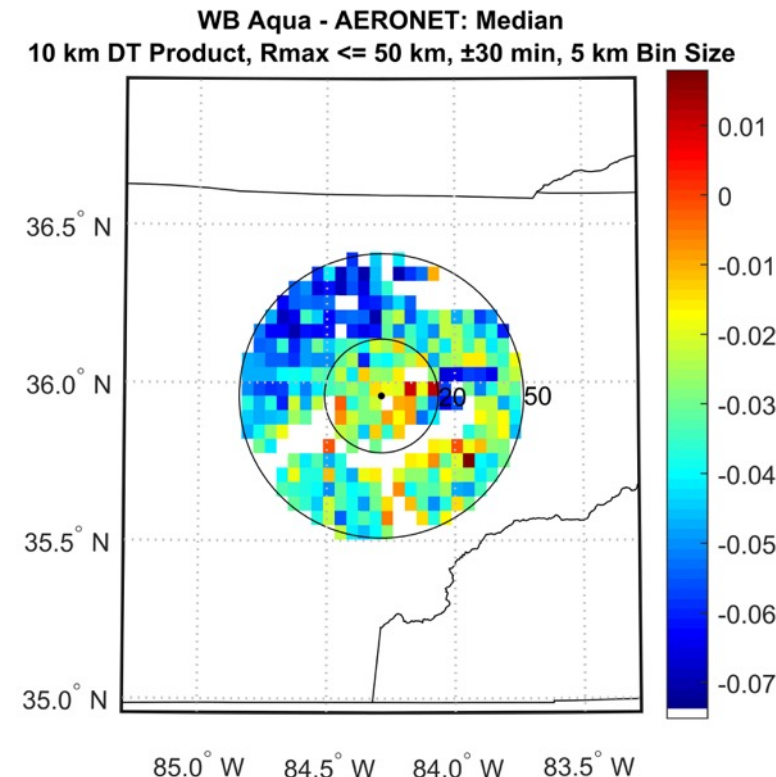 WB Aqua - AERONET: Median
10 km DT Product, Rmax <= 50 km, ±30 min, 5 km Bin Size
0.01
0
-0.01
-0.02
-0.03
-0.04
-0.05
-0.06
-0.07
36.5° N
36.0° N
35.5° N
35.0° N
20
50
85.0° W 84.5° W 84.0° W 83.5° W